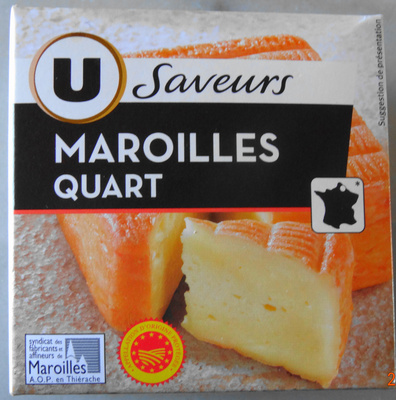 U Saveurs
MAROILLES
QUART
Suggestion de présentation
syndicat des
fabricants et
affineurs de
Maroilles
A.O.P. en Thiérache